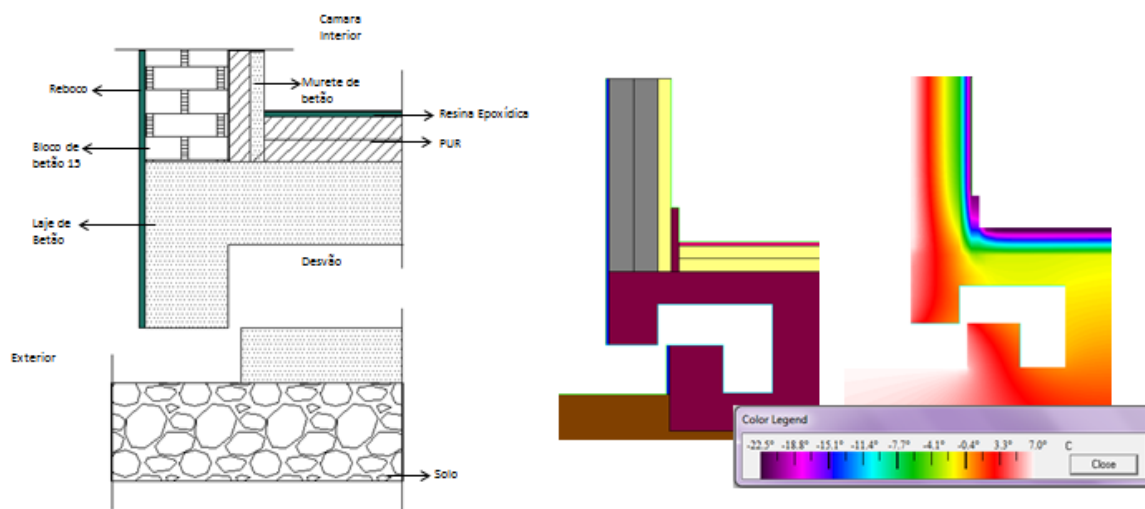 Camara
Interior
Reboco
Murete de
betão
Resina Epoxídica
Bloco de
betão 15
PUR
Laje de
Betão
Desvão
Exterior
Solo
Color Legend
-22.5° -18.8° -15.1° -11.4° -7.7° -4.1° -0.4° 3.3° 7.0° C
Close